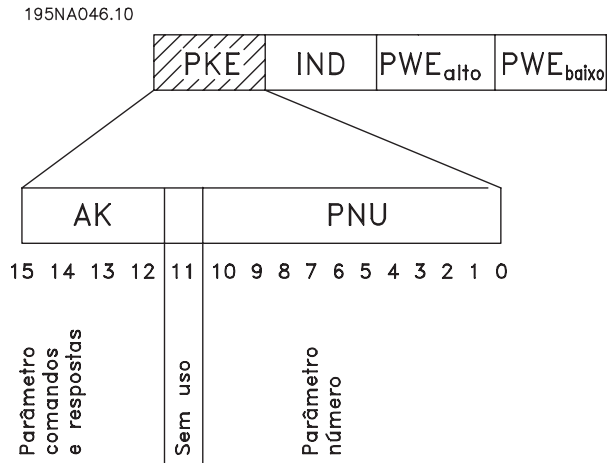 195NA046.10
PKE IND PWEalto PWEbaixo
AK PNU
15 14 13 12 11 10 9 8 7 6 5 4 3 2 1 0
Parâmetro
comandos
e respostas
Sem uso
Parâmetro
número